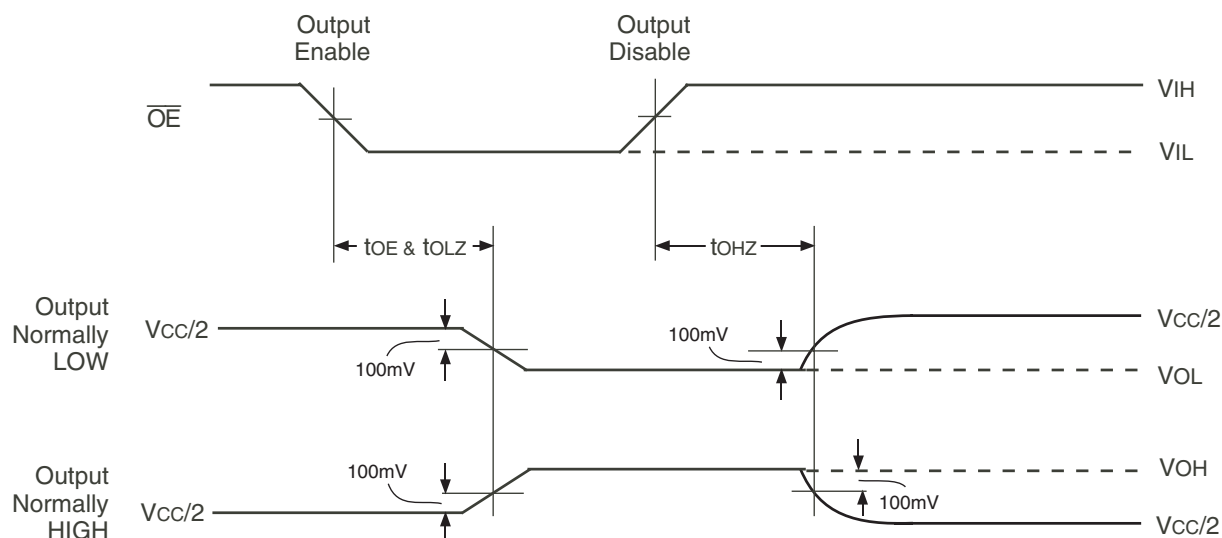 Output
Enable
Output
Disable
OE
VIH
VIL
tOE & tOLZ
tOHZ
Output
Normally
LOW
VCC/2
100mV
100mV
VCC/2
VOL
Output
Normally
HIGH
VCC/2
100mV
VOH
100mV
VCC/2